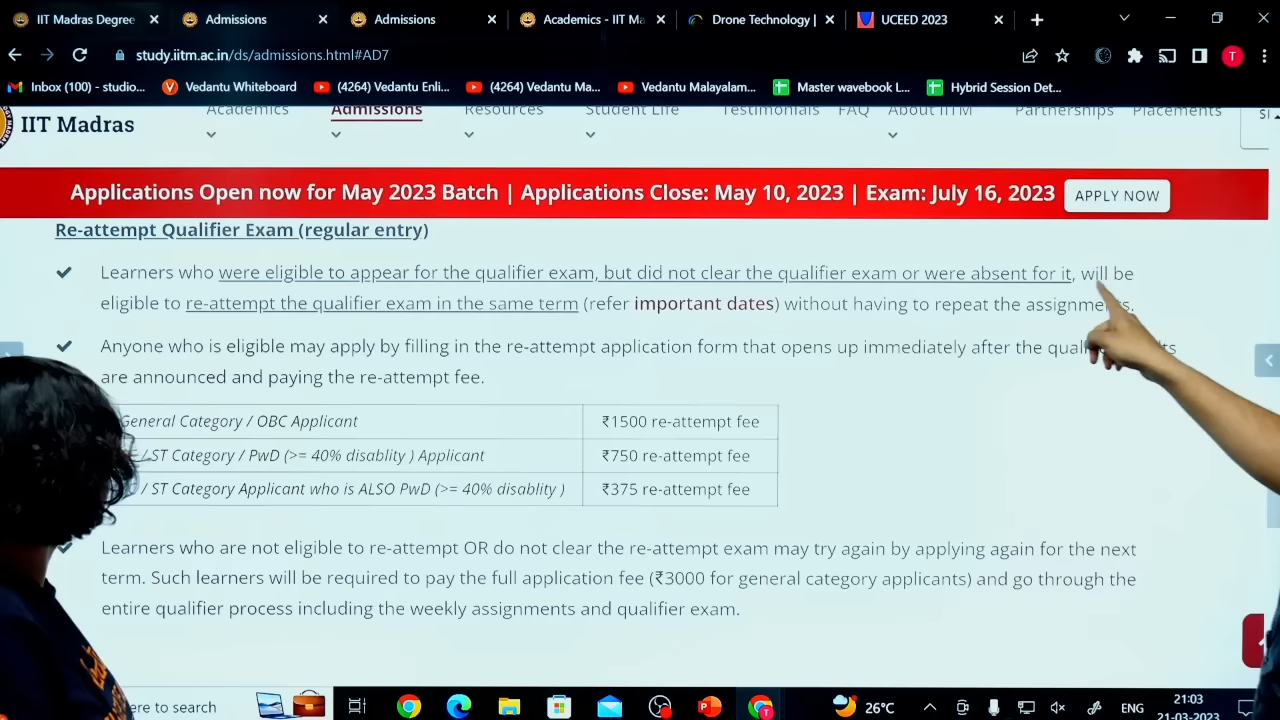 IIT Madras Degree
Admissions
Admissions
Academics - IIT Ma
Drone Technology |
UCEED 2023
study.iitm.ac.in/ds/admissions.html#AD7
T
Inbox (100) - studio...
Vedantu Whiteboard
(4264) Vedantu Enli...
(4264) Vedantu Ma...
Vedantu Malayalam...
Master wavebook L...
Hybrid Session Det...
IIT Madras
Academics
Admissions
Resources
Student Life
Testimonials
FAQ
About IITM
Partnerships
Placements
Applications Open now for May 2023 Batch | Applications Close: May 10, 2023 | Exam: July 16, 2023
APPLY NOW
Re-attempt Qualifier Exam (regular entry)
Learners who were eligible to appear for the qualifier exam, but did not clear the qualifier exam or were absent for it, will be
eligible to re-attempt the qualifier exam in the same term (refer important dates) without having to repeat the assignments.
Anyone who is eligible may apply by filling in the re-attempt application form that opens up immediately after the
are announced and paying the re-attempt fee.
General Category / OBC Applicant
₹1500 re-attempt fee
/ ST Category / PwD (>= 40% disablity ) Applicant
₹750 re-attempt fee
/ ST Category Applicant who is ALSO PwD (>= 40% disablity )
₹375 re-attempt fee
Learners who are not eligible to re-attempt OR do not clear the re-attempt exam may try again by applying again for the next
term. Such learners will be required to pay the full application fee (₹3000 for general category applicants) and go through the
entire qualifier process including the weekly assignments and qualifier exam.
here to search
26°C
ENG
21:03
21-03-2023